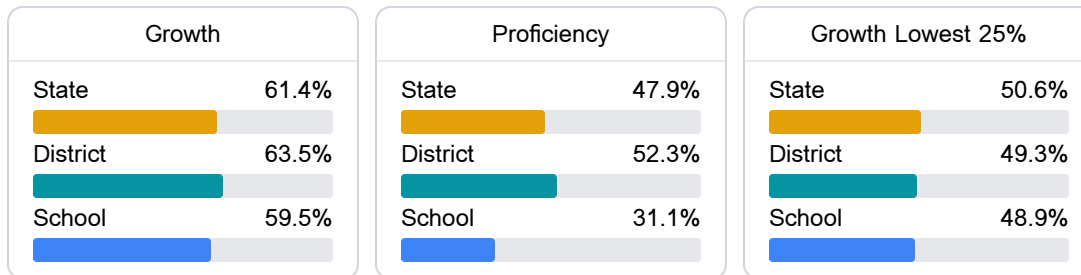 Growth
State 61.4%
District 63.5%
School 59.5%
Proficiency
State 47.9%
District 52.3%
School 31.1%
Growth Lowest 25%
State 50.6%
District 49.3%
School 48.9%